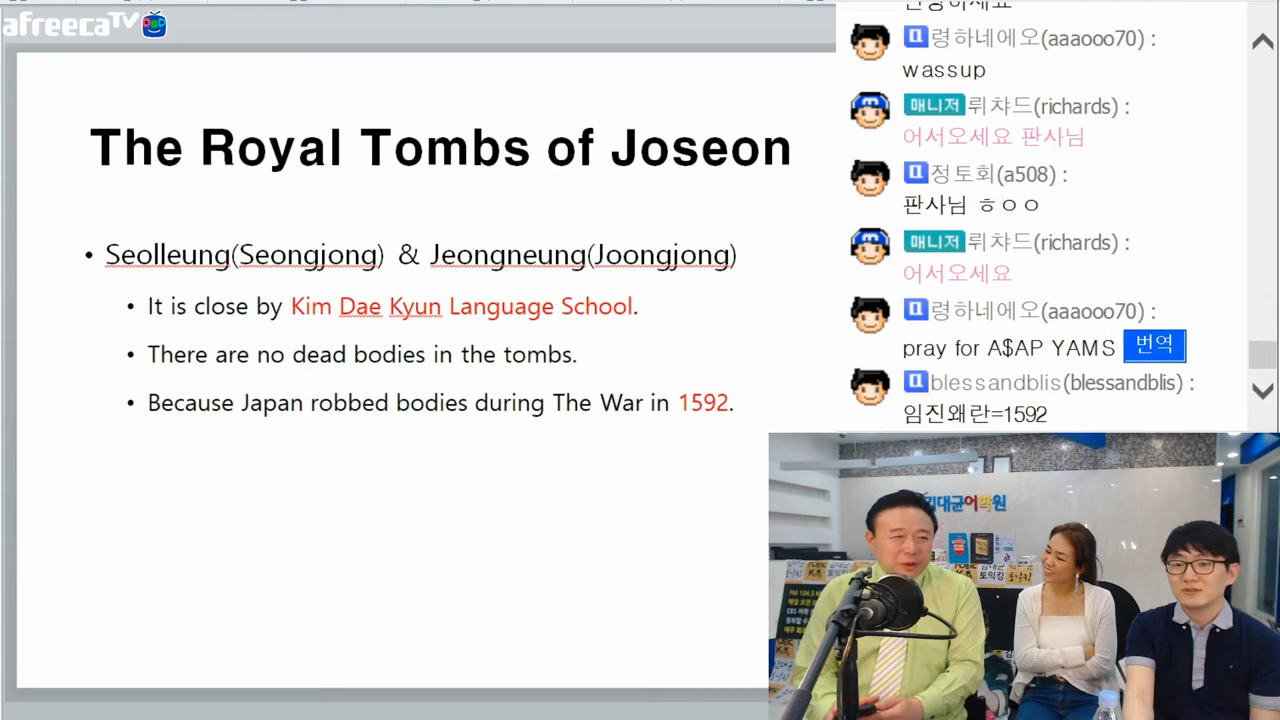 afreecaTV
The Royal Tombs of Joseon
• Seolleung(Seongjong) & Jeongneung(Joongjong)
• It is close by Kim Dae Kyun Language School.
• There are no dead bodies in the tombs.
• Because Japan robbed bodies during The War in 1592.
령하네에오(aaaooo70) :
wassup
매니저 뤼챠드(richards) :
어서오세요 판사님
정토회(a508) :
판사님 ㅎㅇㅇ
매니저 뤼챠드(richards) :
어서오세요
령하네에오(aaaooo70) :
pray for A$AP YAMS 번역
blessandblis(blessandblis) :
임진왜란=1592
김대균어학원
토익킹